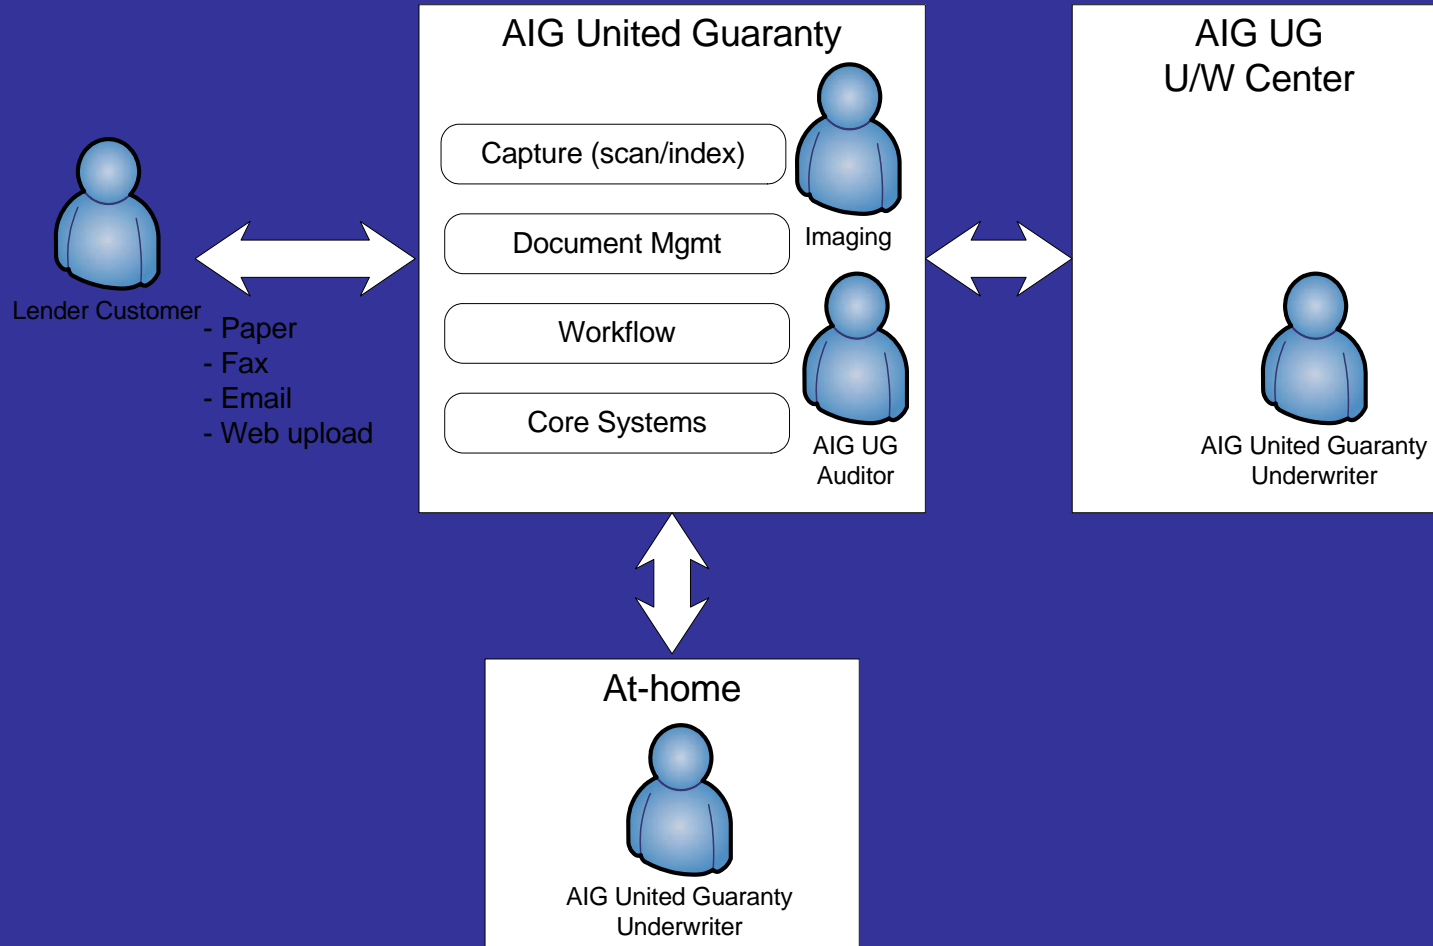 AIG United Guaranty
Capture (scan/index)
Document Mgmt
Workflow
Core Systems
Imaging
AIG UG
Auditor
AIG UG
U/W Center
AIG United Guaranty
Underwriter
Lender Customer
- Paper
- Fax
- Email
- Web upload
At-home
AIG United Guaranty
Underwriter